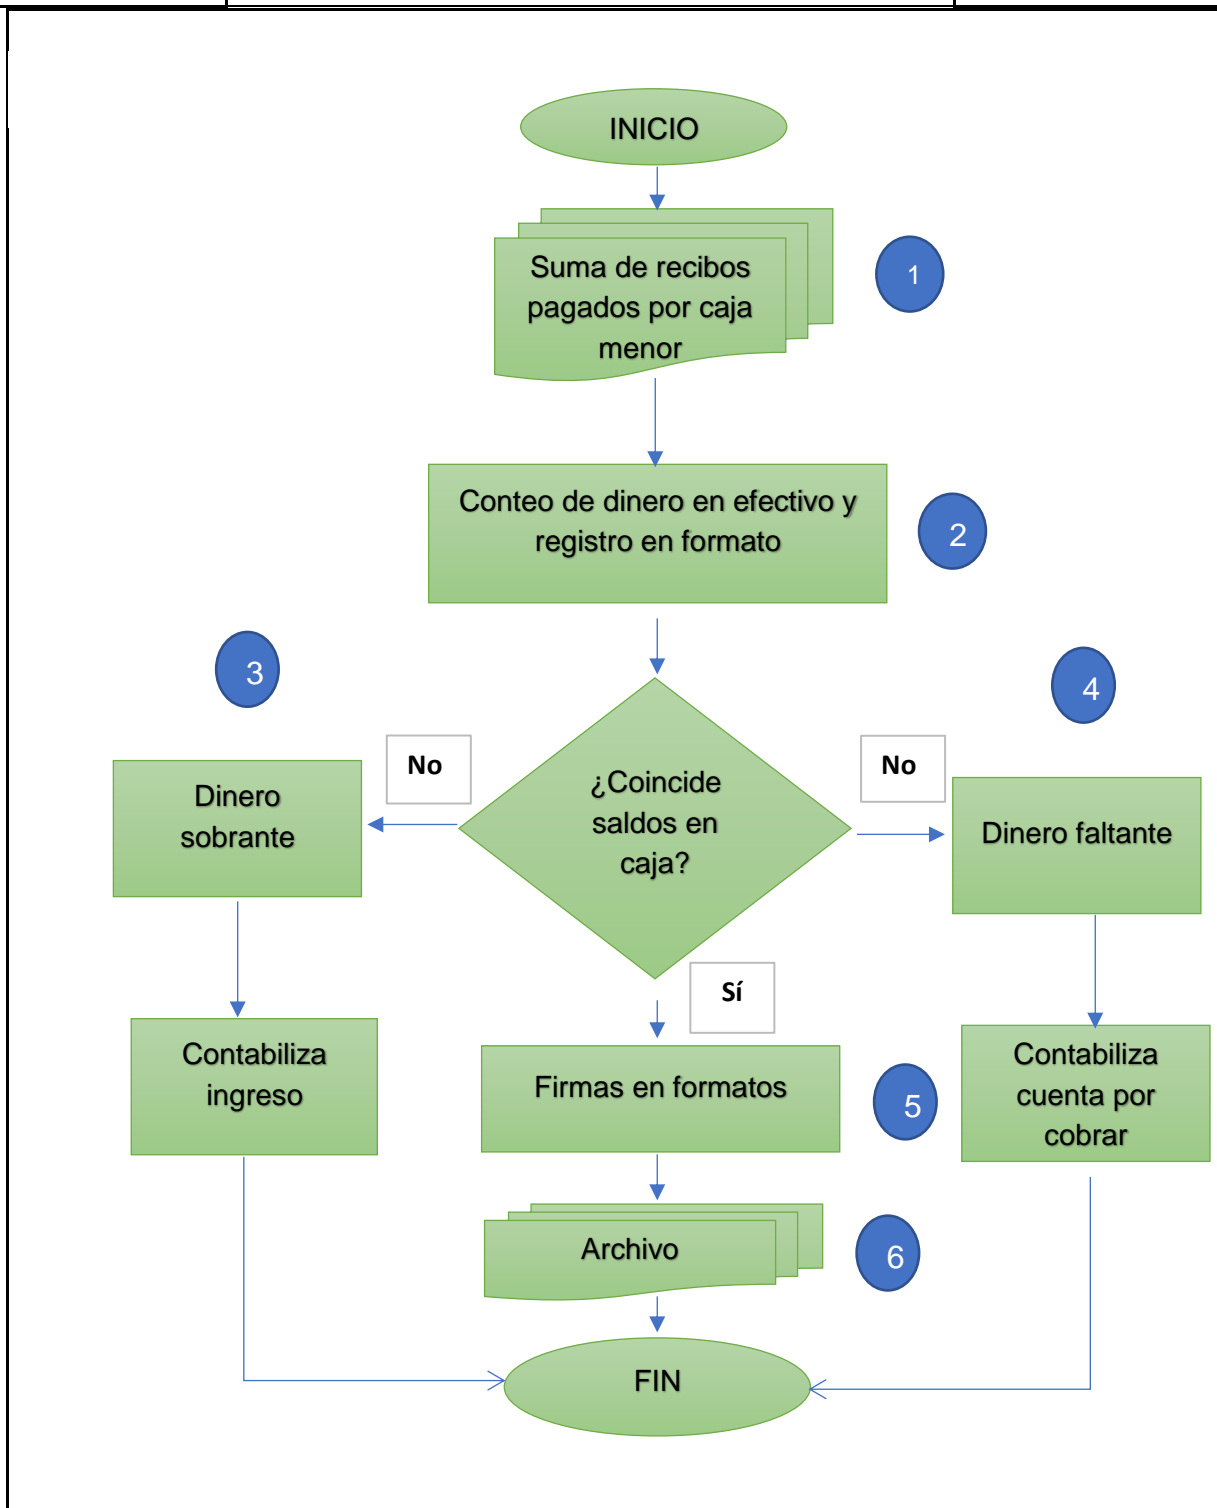 INICIO
Suma de recibos
pagados por caja
menor
1
Conteo de dinero en efectivo y
registro en formato
2
3
4
No
No
Dinero
sobrante
¿Coincide
saldos en
caja?
Dinero faltante
Sí
Contabiliza
ingreso
Firmas en formatos
5
Contabiliza
cuenta por
cobrar
Archivo
6
FIN